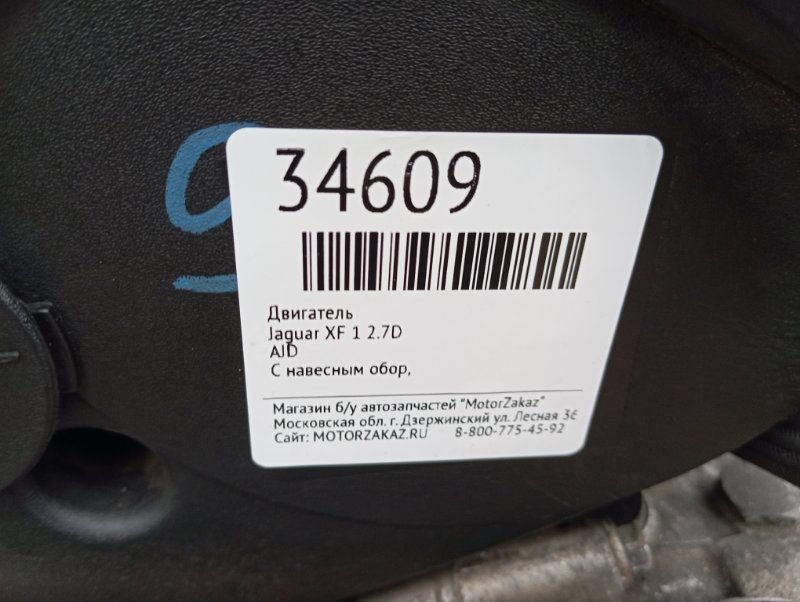 34609
Двигатель
Jaguar XF 1 2.7D
AJD
С навесным обор,
Магазин б/у автозапчастей "MotorZakaz"
Московская обл. г. Дзержинский ул. Лесная 36
Сайт: MOTORZAKAZ.RU 8-800-775-45-92